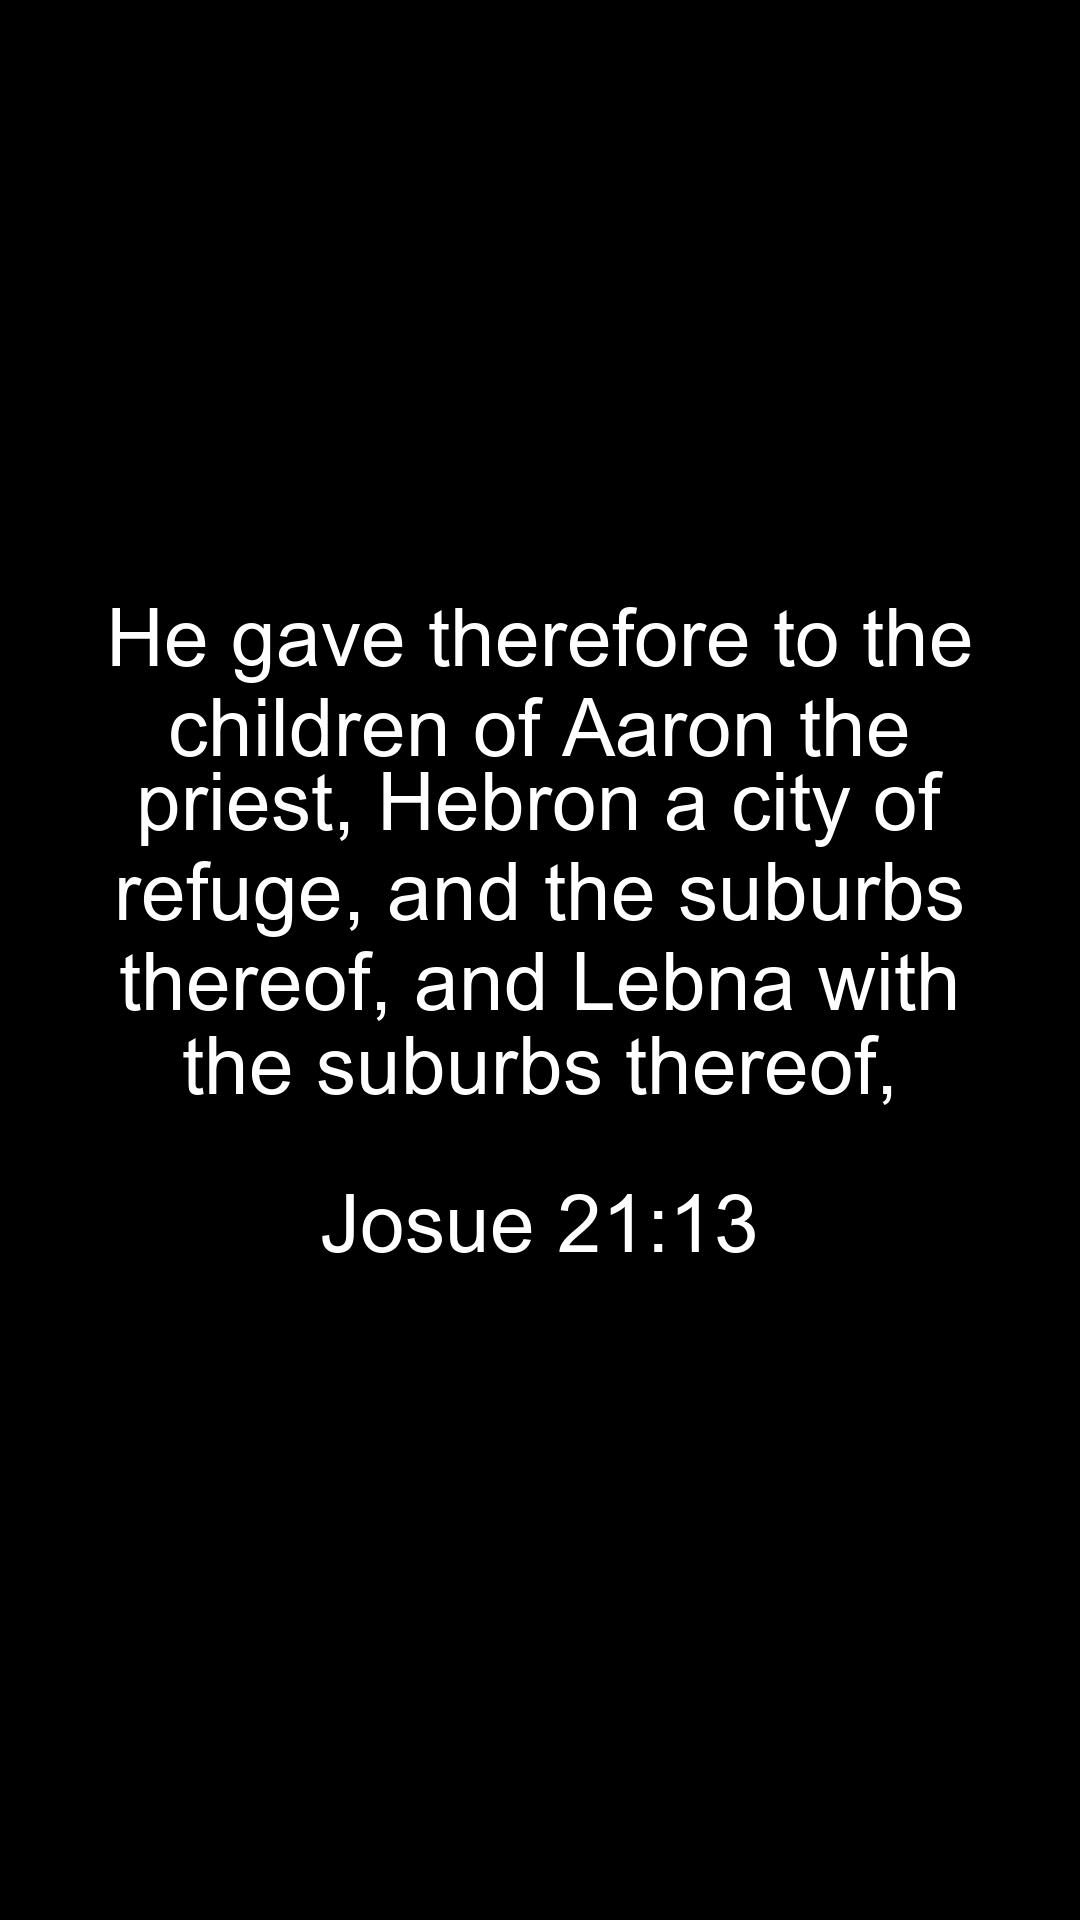 He gave therefore to the
children of Aaron the
priest, Hebron a city of
refuge, and the suburbs
thereof, and Lebna with
the suburbs thereof,
Josue 21:13